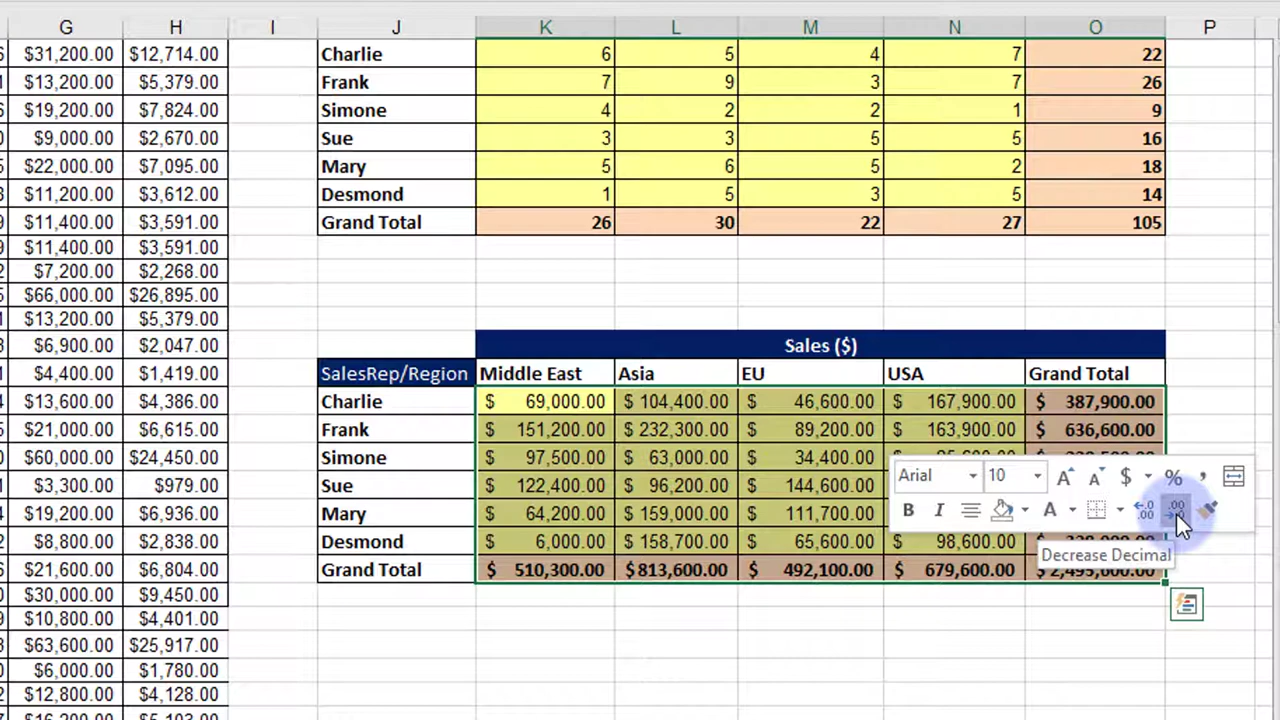 G H I J K L M N O P
$31,200.00 $12,714.00 Charlie 6 5 4 7 22
$13,200.00 $5,379.00 Frank 7 9 3 7 26
$19,200.00 $7,824.00 Simone 4 2 2 1 9
$9,000.00 $2,670.00 Sue 3 3 5 5 16
$22,000.00 $7,095.00 Mary 5 6 5 2 18
$11,200.00 $3,612.00 Desmond 1 5 3 5 14
$11,400.00 $3,591.00 Grand Total 26 30 22 27 105
$11,400.00 $3,591.00
$7,200.00 $2,268.00
$66,000.00 $26,895.00
$13,200.00 $5,379.00
$6,900.00 $2,047.00 Sales ($)
$4,400.00 $1,419.00 SalesRep/Region Middle East Asia EU USA Grand Total
$13,600.00 $4,386.00 Charlie $ 69,000.00 $ 104,400.00 $ 46,600.00 $ 167,900.00 $ 387,900.00
$21,000.00 $6,615.00 Frank $ 151,200.00 $ 232,300.00 $ 89,200.00 $ 163,900.00 $ 636,600.00
$60,000.00 $24,450.00 Simone $ 97,500.00 $ 63,000.00 $ 34,400.00
Arial 10 $ % ,
$3,300.00 $979.00 Sue $ 122,400.00 $ 96,200.00 $ 144,600.00
$19,200.00 $6,936.00 Mary $ 64,200.00 $ 159,000.00 $ 111,700.00
B I A
$8,800.00 $2,838.00 Desmond $ 6,000.00 $ 158,700.00 $ 65,600.00 $ 98,600.00
Decrease Decimal
$21,600.00 $6,804.00 Grand Total $ 510,300.00 $ 813,600.00 $ 492,100.00 $ 679,600.00
$30,000.00 $9,450.00
$10,800.00 $4,401.00
$63,600.00 $25,917.00
$6,000.00 $1,780.00
$12,800.00 $4,128.00